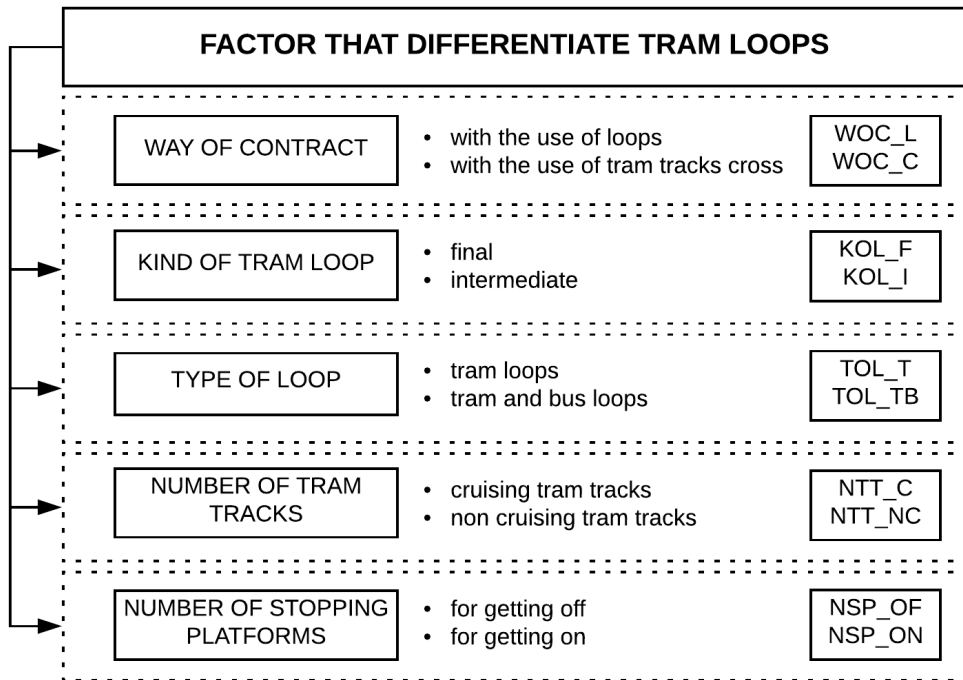 FACTOR THAT DIFFERENTIATE TRAM LOOPS
WAY OF CONTRACT
• with the use of loops
• with the use of tram tracks cross
WOC_L
WOC_C
KIND OF TRAM LOOP
• final
• intermediate
KOL_F
KOL_I
TYPE OF LOOP
• tram loops
• tram and bus loops
TOL_T
TOL_TB
NUMBER OF TRAM
TRACKS
• cruising tram tracks
• non cruising tram tracks
NTT_C
NTT_NC
NUMBER OF STOPPING
PLATFORMS
• for getting off
• for getting on
NSP_OF
NSP_ON